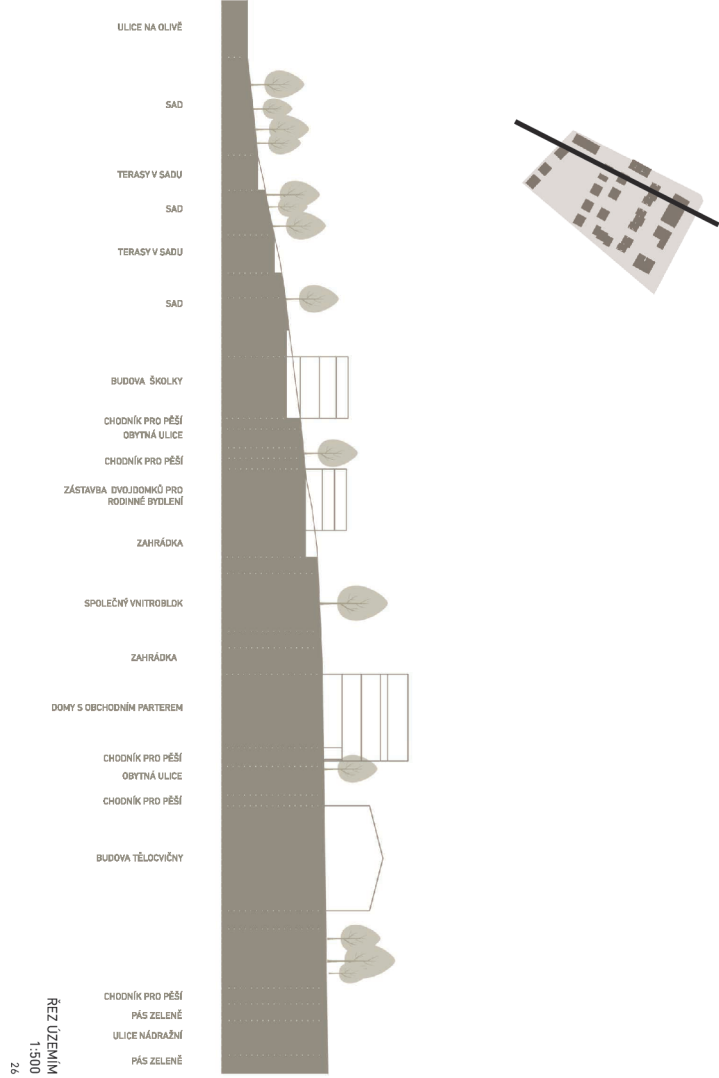 ULICE NA OLIVĚ
SAD
TERASY V SADU
SAD
TERASY V SADU
SAD
BUDOVA ŠKOLKY
CHODNÍK PRO PĚŠÍ
OBYTNÁ ULICE
CHODNÍK PRO PĚŠÍ
ZÁSTAVBA DVOJDOMKŮ PRO
RODINNÉ BYDLENÍ
ZAHRÁDKA
SPOLEČNÝ VNITROBLOK
ZAHRÁDKA
DOMY S OBCHODNÍM PARTEREM
CHODNÍK PRO PĚŠÍ
OBYTNÁ ULICE
CHODNÍK PRO PĚŠÍ
BUDOVA TĚLOCVIČNY
CHODNÍK PRO PĚŠÍ
PÁS ZELENĚ
ULICE NÁDRAŽNÍ
PÁS ZELENĚ
ŘEZ ÚZEMÍM
1:500
26